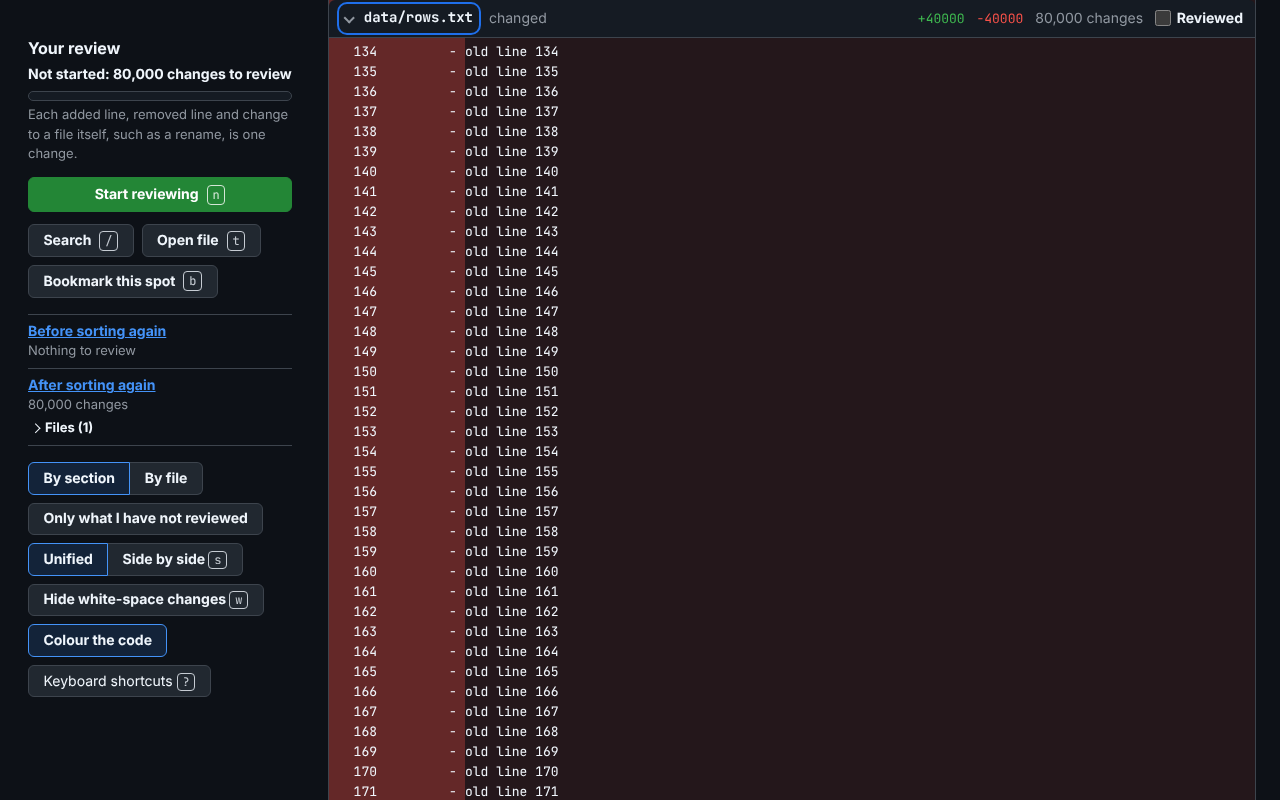 data/rows.txt changed +40000 -40000 80,000 changes Reviewed
Your review
Not started: 80,000 changes to review
Each added line, removed line and change
to a file itself, such as a rename, is one
change.
Start reviewing n
Search / Open file t
Bookmark this spot b
Before sorting again
Nothing to review
After sorting again
80,000 changes
Files (1)
By section By file
Only what I have not reviewed
Unified Side by side s
Hide white-space changes w
Colour the code
Keyboard shortcuts ?
134 - old line 134
135 - old line 135
136 - old line 136
137 - old line 137
138 - old line 138
139 - old line 139
140 - old line 140
141 - old line 141
142 - old line 142
143 - old line 143
144 - old line 144
145 - old line 145
146 - old line 146
147 - old line 147
148 - old line 148
149 - old line 149
150 - old line 150
151 - old line 151
152 - old line 152
153 - old line 153
154 - old line 154
155 - old line 155
156 - old line 156
157 - old line 157
158 - old line 158
159 - old line 159
160 - old line 160
161 - old line 161
162 - old line 162
163 - old line 163
164 - old line 164
165 - old line 165
166 - old line 166
167 - old line 167
168 - old line 168
169 - old line 169
170 - old line 170
171 - old line 171